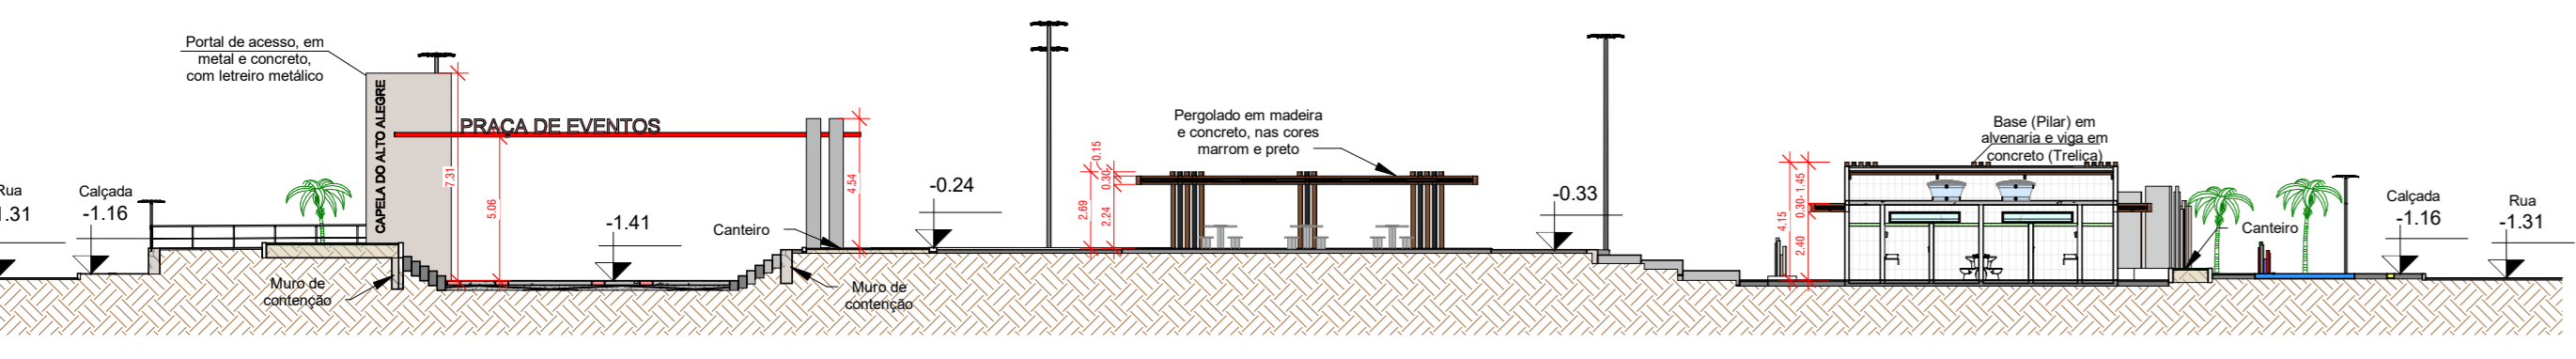 Portal de acesso, em
metal e concreto,
com letreiro metálico
CAPELA DO ALTO ALEGRE
PRAÇA DE EVENTOS
7.31
5.06
4.54
Rua
1.31
Calçada
-1.16
-1.41
Muro de
contenção
Canteiro
Muro de
contenção
-0.24
Pergolado em madeira
e concreto, nas cores
marrom e preto
0.15
0.30
2.69
2.24
-0.33
Base (Pilar) em
alvenaria e viga em
concreto (Treliça)
4.15
1.45
0.30
2.40
Canteiro
Calçada
-1.16
Rua
-1.31